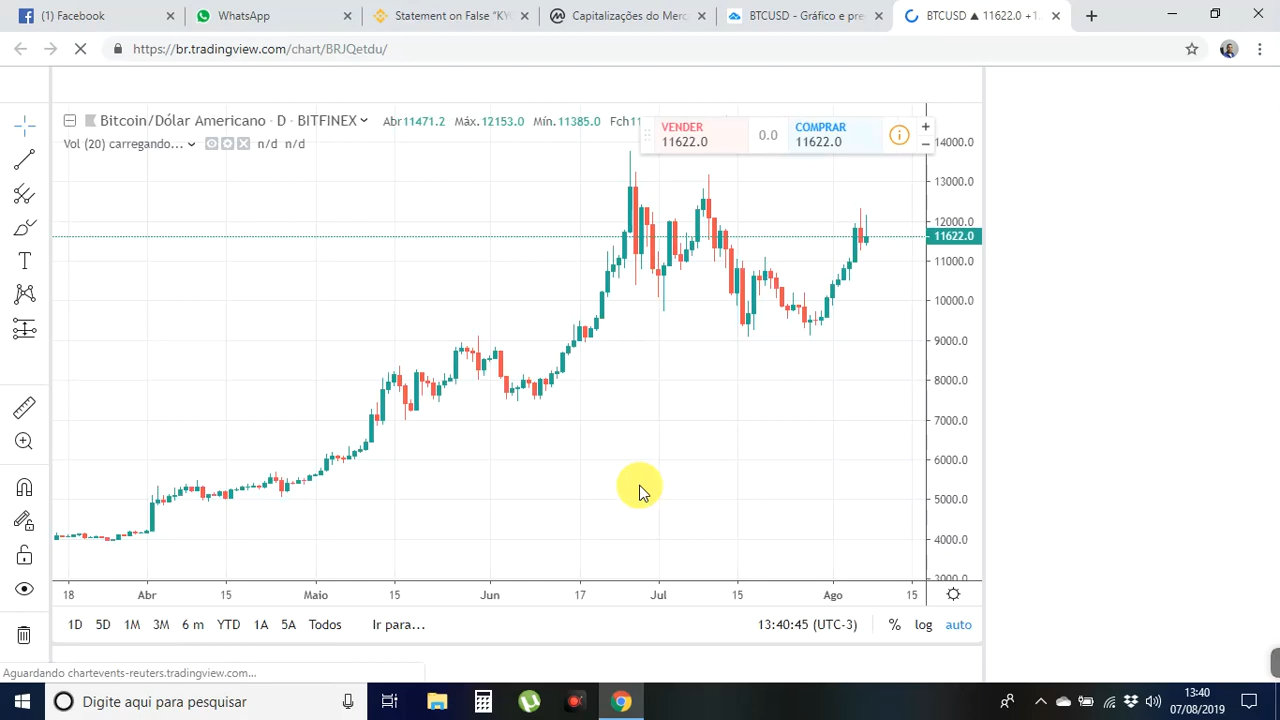 (1) Facebook
WhatsApp
Statement on False "KY
Capitalizações do Merc
BTCUSD - Gráfico e pre
BTCUSD ▲ 11622.0 +1.
https://br.tradingview.com/chart/BRJQetdu/
Bitcoin/Dólar Americano · D · BITFINEX
Abr11471.2 Máx.12153.0 Mín.11385.0 Fch11
Vol (20) carregando... n/d n/d
VENDER
11622.0
0.0
COMPRAR
11622.0
14000.0
13000.0
12000.0
11622.0
11000.0
10000.0
9000.0
8000.0
7000.0
6000.0
5000.0
4000.0
3000.0
18 Abr 15 Maio 15 Jun 17 Jul 15 Ago 15
1D 5D 1M 3M 6 m YTD 1A 5A Todos Ir para... 13:40:45 (UTC-3) % log auto
Aguardando chartevents-reuters.tradingview.com...
Digite aqui para pesquisar
13:40
07/08/2019